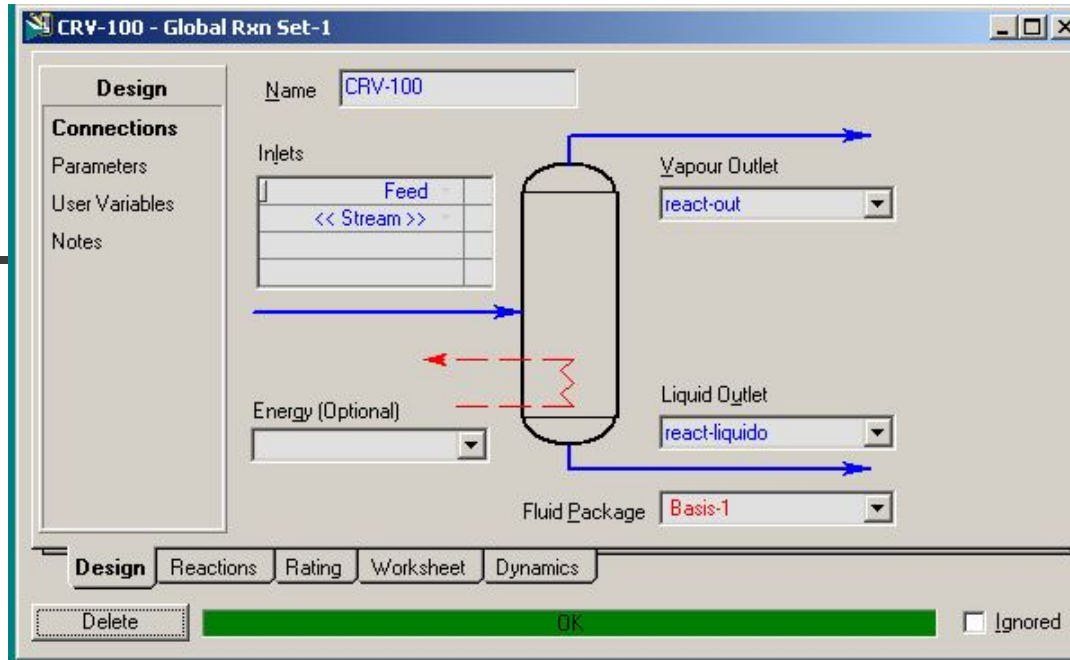 CRV-100 - Global Rxn Set-1
Design
Connections
Parameters
User Variables
Notes
Name CRV-100
Inlets
Feed
<< Stream >>
Energy (Optional)
Vapour Outlet
react-out
Liquid Outlet
react-liquido
Fluid Package Basis-1
Design Reactions Rating Worksheet Dynamics
Delete OK Ignored